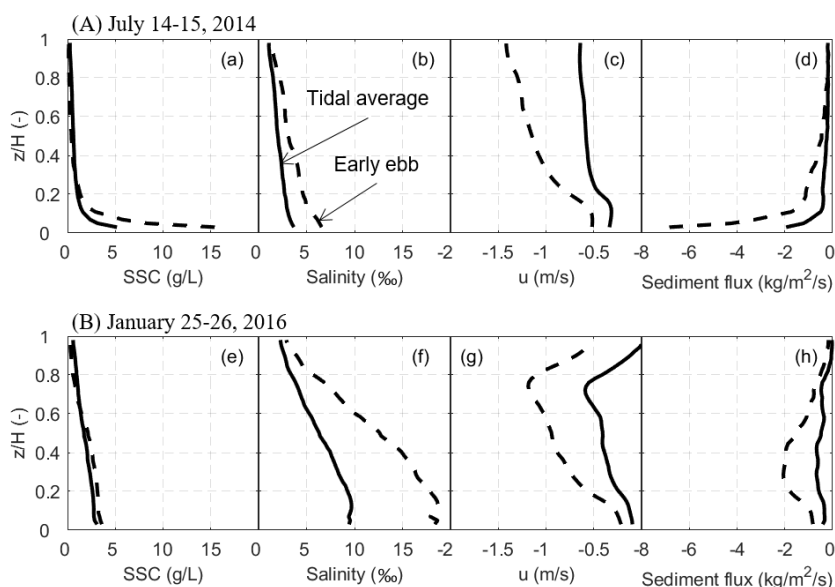 (A) July 14-15, 2014
z/H (-)
1
0.8
0.6
0.4
0.2
0
(a)
(b)
(c)
(d)
Tidal average
Early ebb
0 5 10 15 0 5 10 15 -2 -1.5 -1 -0.5 -8 -6 -4 -2 0
SSC (g/L) Salinity (‰) u (m/s) Sediment flux (kg/m²/s)
(B) January 25-26, 2016
z/H (-)
1
0.8
0.6
0.4
0.2
0
(e)
(f)
(g)
(h)
0 5 10 15 0 5 10 15 -2 -1.5 -1 -0.5 -8 -6 -4 -2 0
SSC (g/L) Salinity (‰) u (m/s) Sediment flux (kg/m²/s)